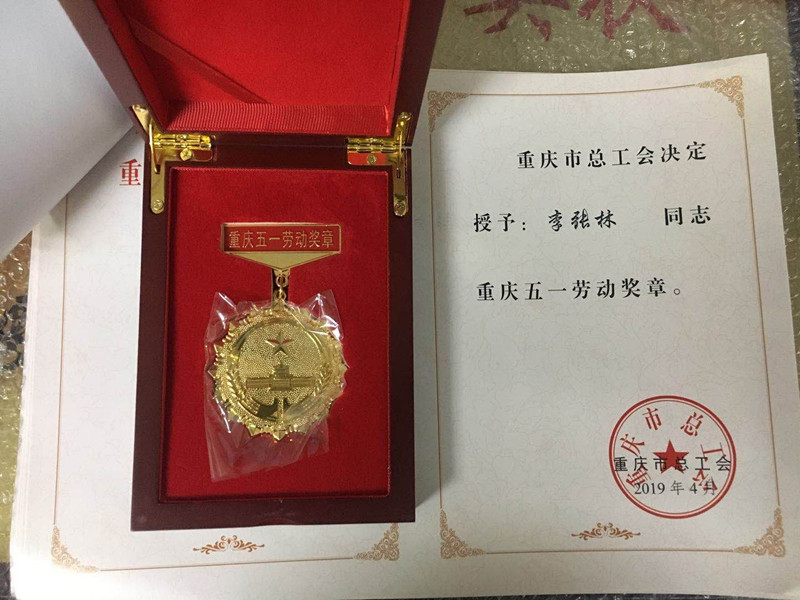 重
重庆五一劳动奖章
重庆市总工会决定
授予：李张林 同志
重庆五一劳动奖章。
重庆市总工会
重庆市总工会
2019年4月